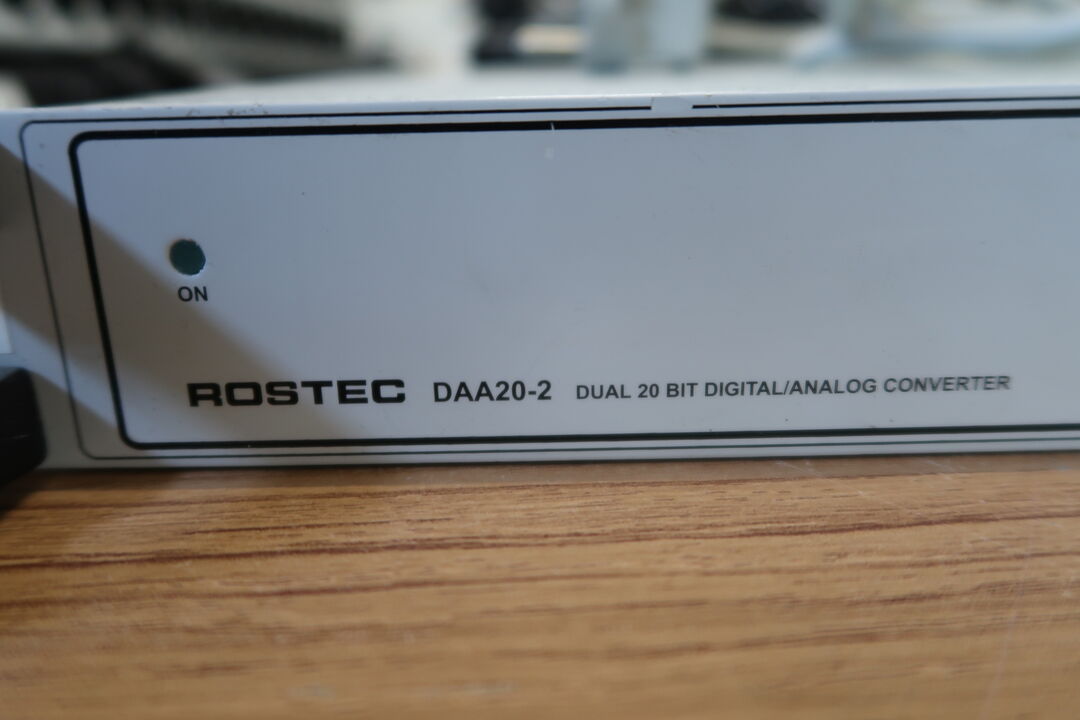 ON
ROSTEC DAA20-2 DUAL 20 BIT DIGITAL/ANALOG CONVERTER